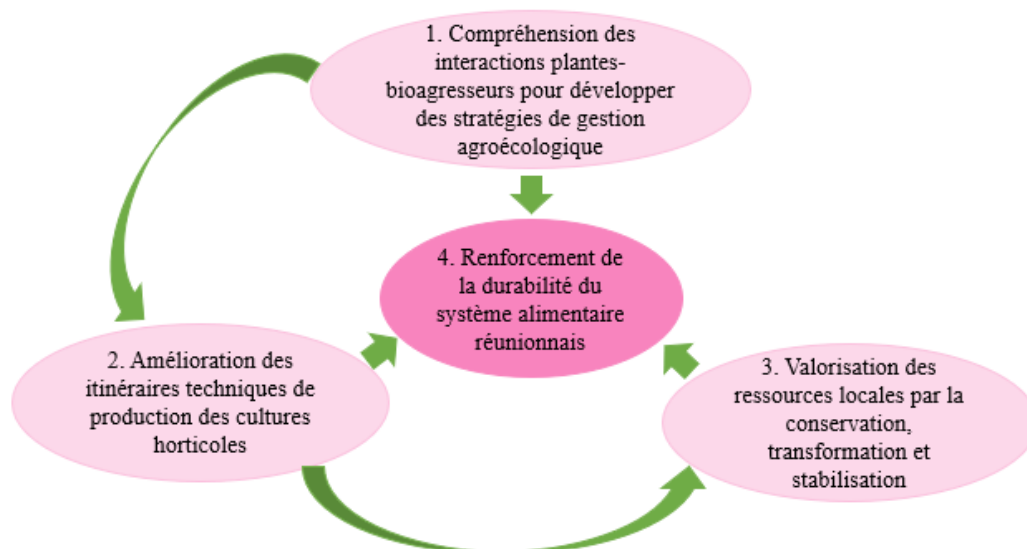 1. Compréhension des
interactions plantes-
bioagresseurs pour développer
des stratégies de gestion
agroécologique
4. Renforcement de
la durabilité du
système alimentaire
réunionnais
2. Amélioration des
itinéraires techniques de
production des cultures
horticoles
3. Valorisation des
ressources locales par la
conservation,
transformation et
stabilisation